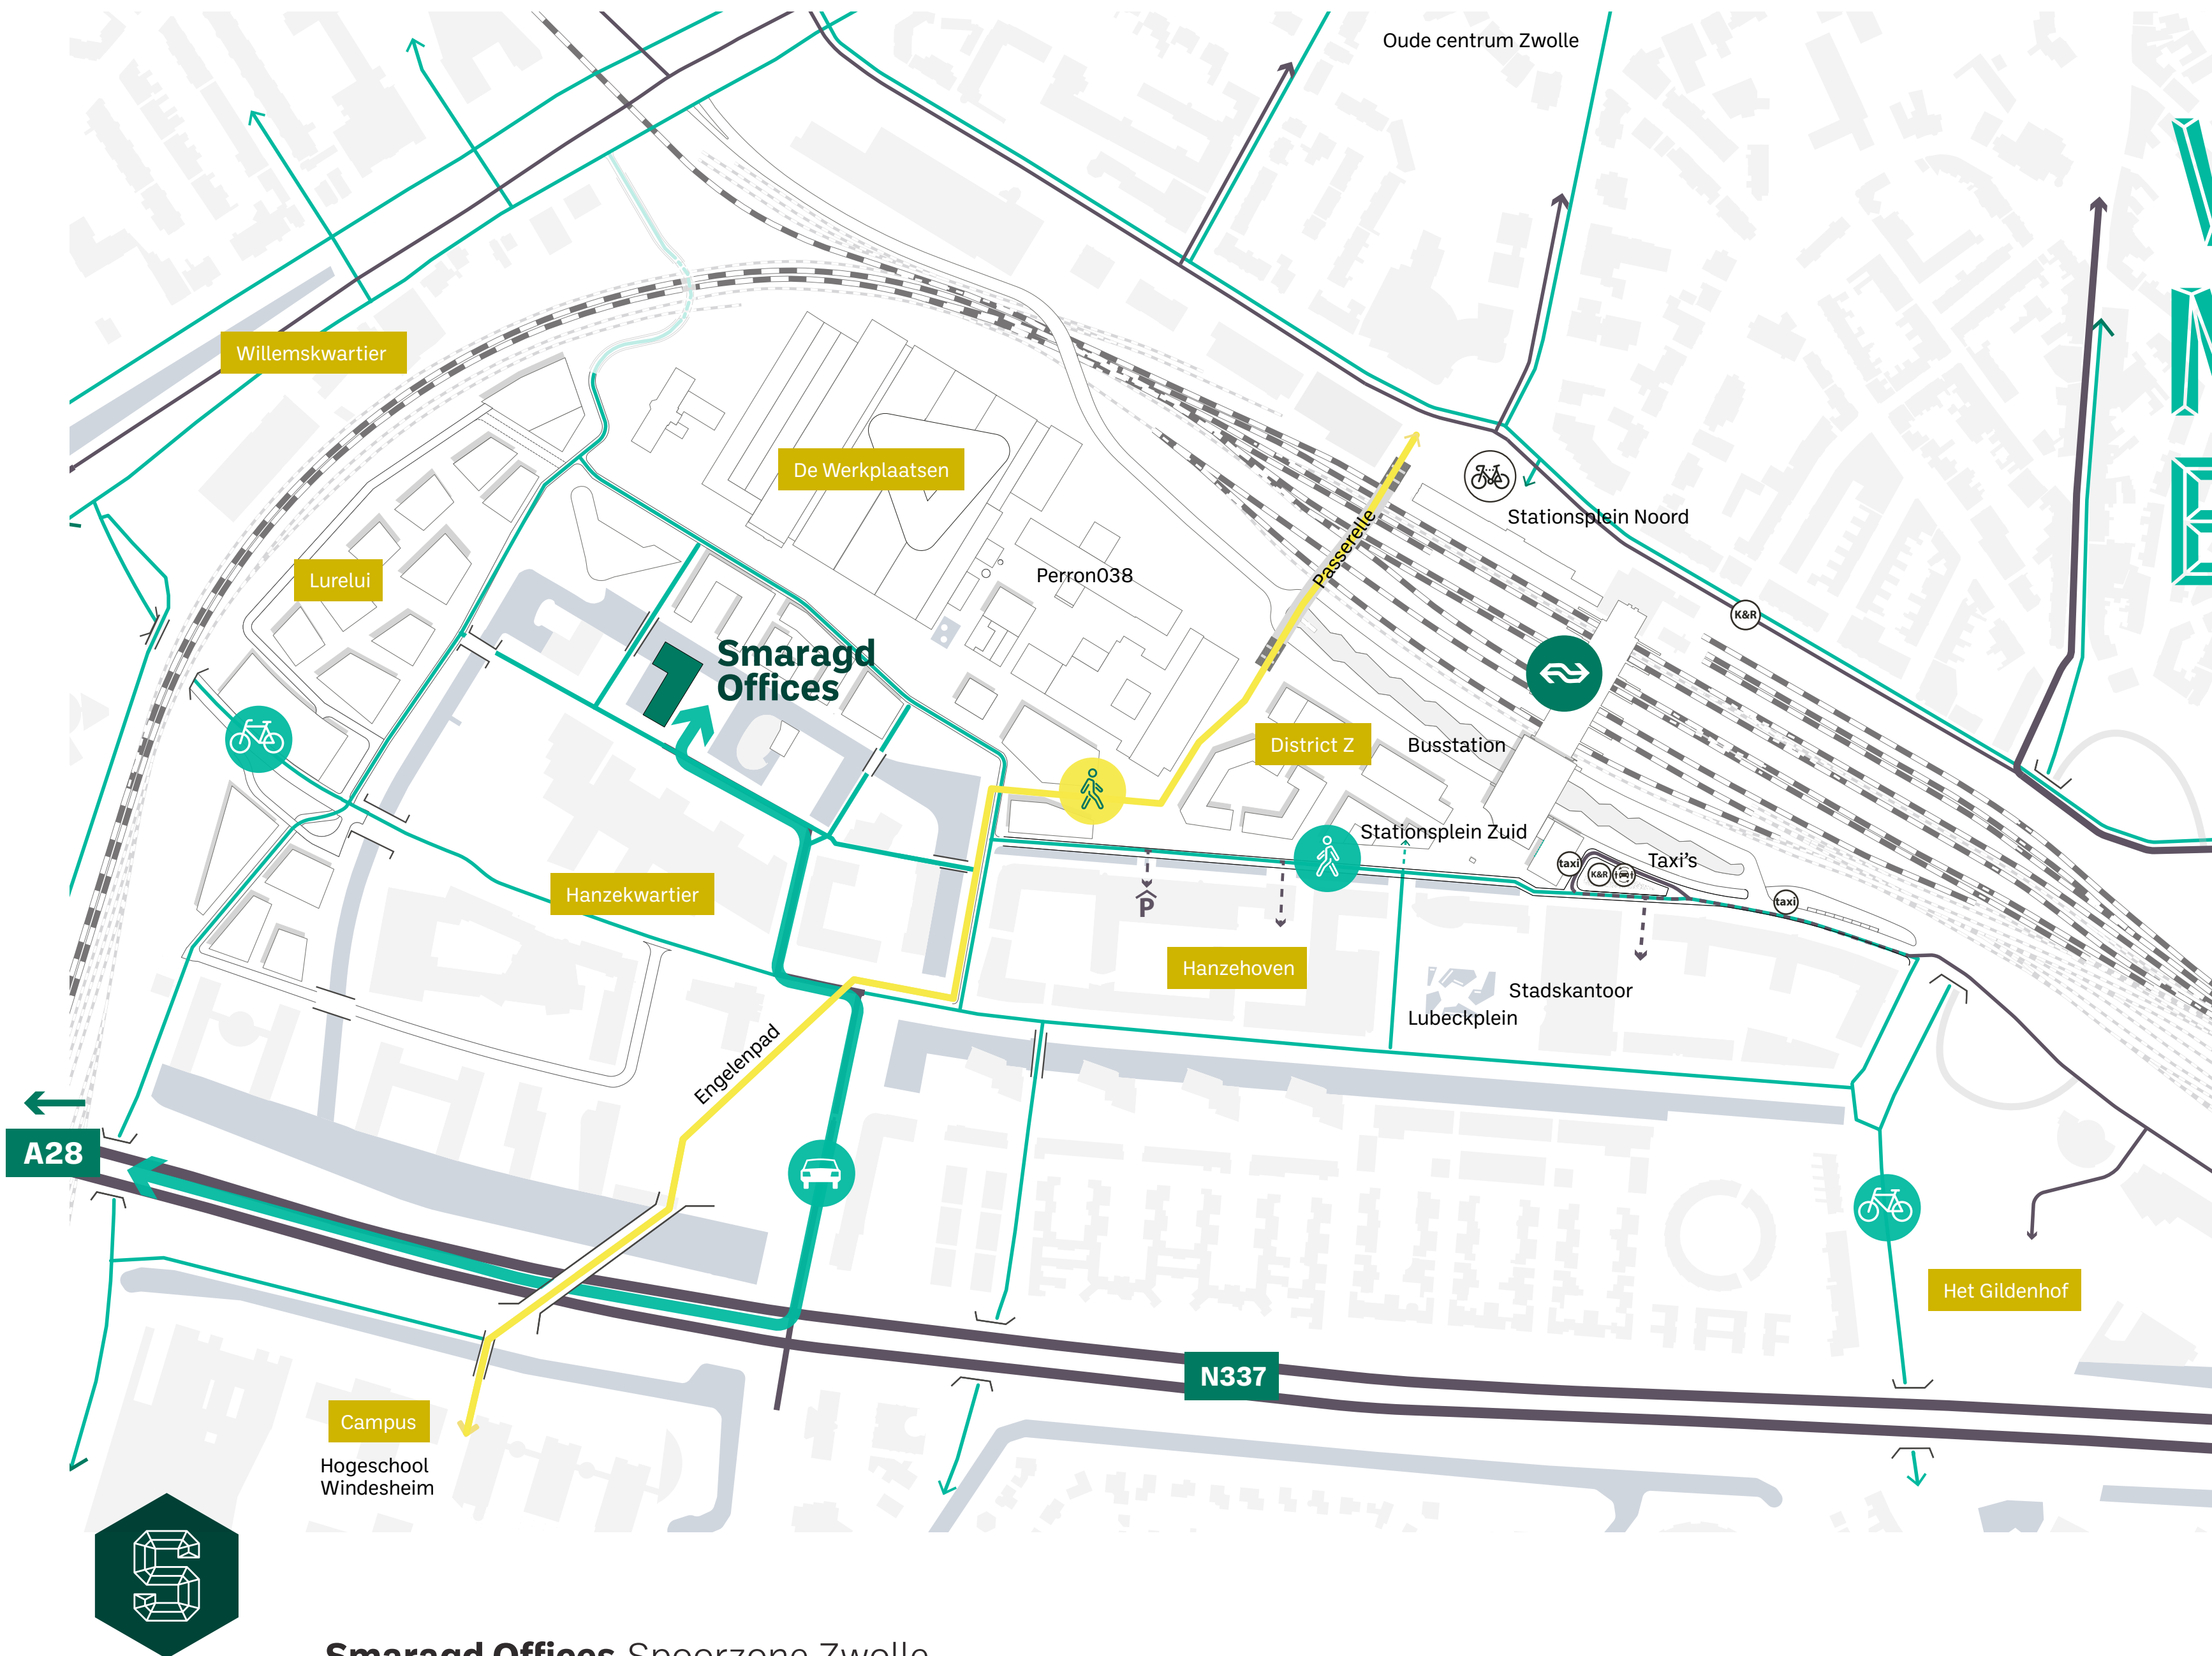 Oude centrum Zwolle
Willemskwartier
De Werkplaatsen
Stationsplein Noord
Passerelle
Lurelui
Perron038
K&R
Smaragd
Offices
District Z
Busstation
Stationsplein Zuid
taxi
K&R
Taxi's
taxi
Hanzekwartier
P
Hanzehoven
Stadskantoor
Lubeckplein
Engelenpad
A28
Het Gildenhof
N337
Campus
Hogeschool
Windesheim
S
Smaragd Offices Spoorzone Zwolle